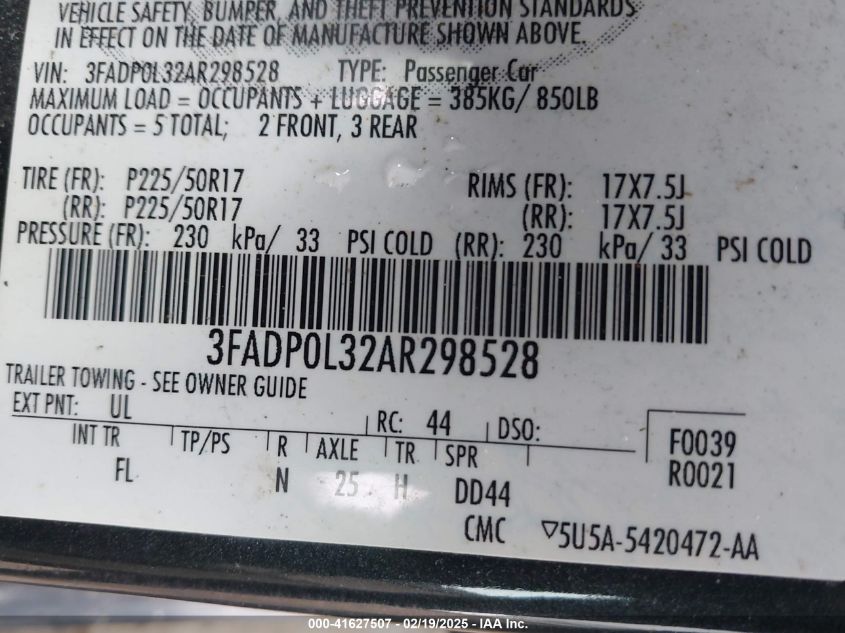 VEHICLE SAFETY, BUMPER, AND THEFT PREVENTION STANDARDS
IN EFFECT ON THE DATE OF MANUFACTURE SHOWN ABOVE.
VIN: 3FADP0L32AR298528 TYPE: Passenger Car
MAXIMUM LOAD = OCCUPANTS + LUGGAGE = 385KG/ 850LB
OCCUPANTS = 5 TOTAL; 2 FRONT, 3 REAR
TIRE (FR): P225/50R17 RIMS (FR): 17X7.5J
(RR): P225/50R17 (RR): 17X7.5J
PRESSURE (FR): 230 kPa/ 33 PSI COLD (RR): 230 kPa/ 33 PSI COLD
3FADP0L32AR298528
TRAILER TOWING - SEE OWNER GUIDE
EXT PNT: UL RC: 44 DSO: F0039
INT TR TP/PS R AXLE TR SPR R0021
FL N 25 H DD44
CMC ▽5U5A-5420472-AA
000-41627507 - 02/19/2025 - IAA Inc.